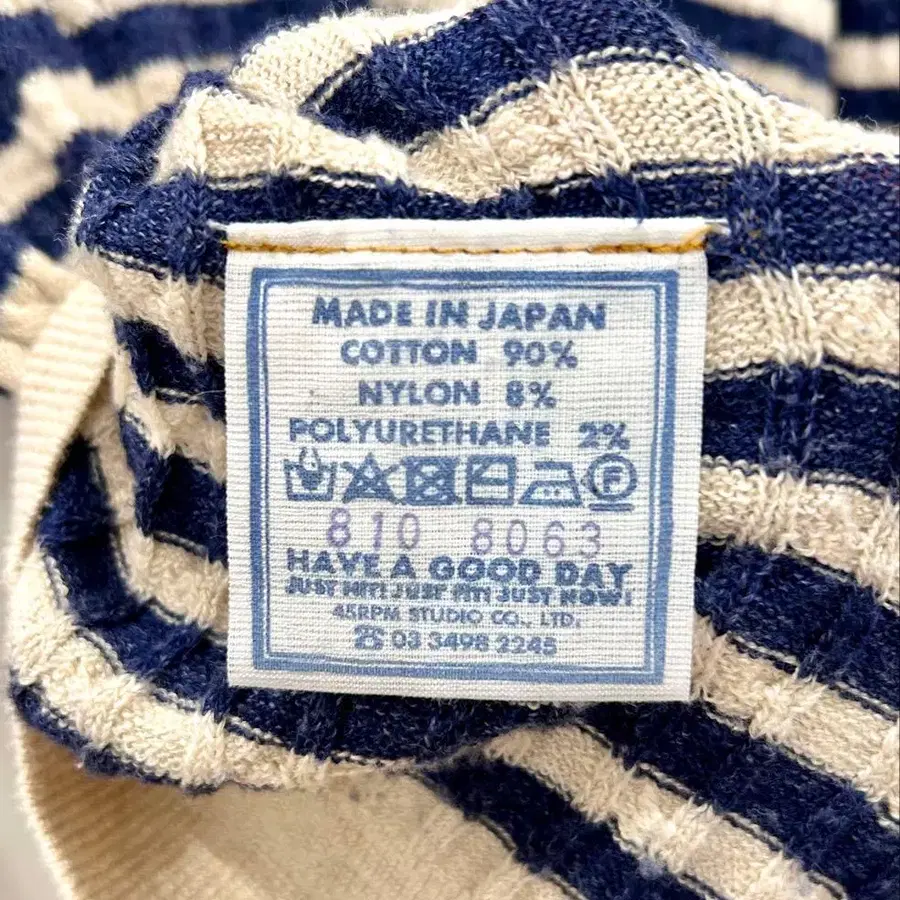 MADE IN JAPAN
COTTON 90%
NYLON 8%
POLYURETHANE 2%
810 8063
HAVE A GOOD DAY
JUST HIT! JUST FIT! JUST NOW!
45RPM STUDIO CO., LTD.
☎ 03 3498 2245